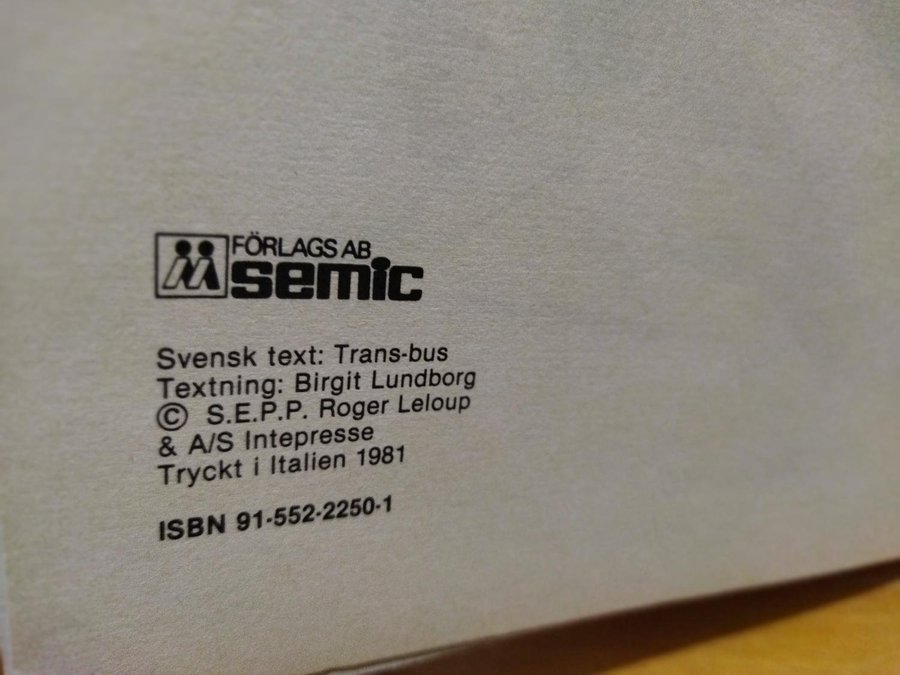 FÖRLAGS AB
semic
Svensk text: Trans-bus
Textning: Birgit Lundborg
© S.E.P.P. Roger Leloup
& A/S Intepresse
Tryckt i Italien 1981
ISBN 91-552-2250-1